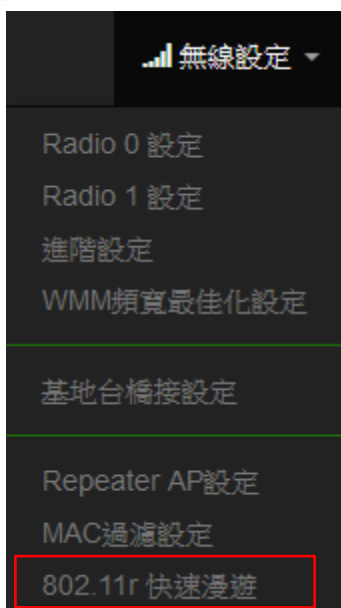 無線設定
Radio 0 設定
Radio 1 設定
進階設定
WMM頻寬最佳化設定
基地台橋接設定
Repeater AP設定
MAC過濾設定
802.11r 快速漫遊